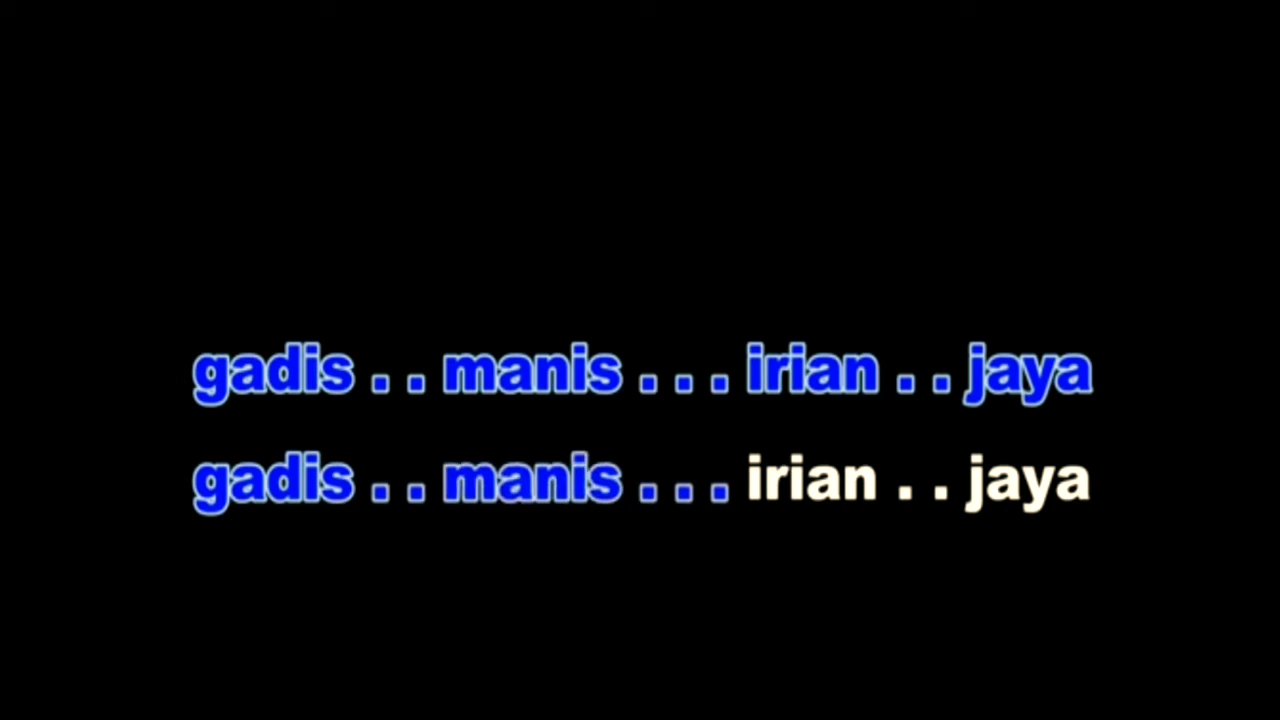 gadis . . manis . . . irian . . jaya
gadis . . manis . . . irian . . jaya